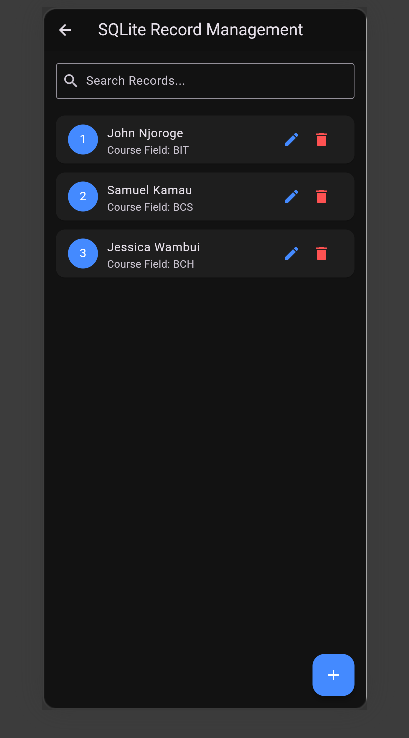 SQLite Record Management
Search Records...
1
John Njoroge
Course Field: BIT
2
Samuel Kamau
Course Field: BCS
3
Jessica Wambui
Course Field: BCH
+